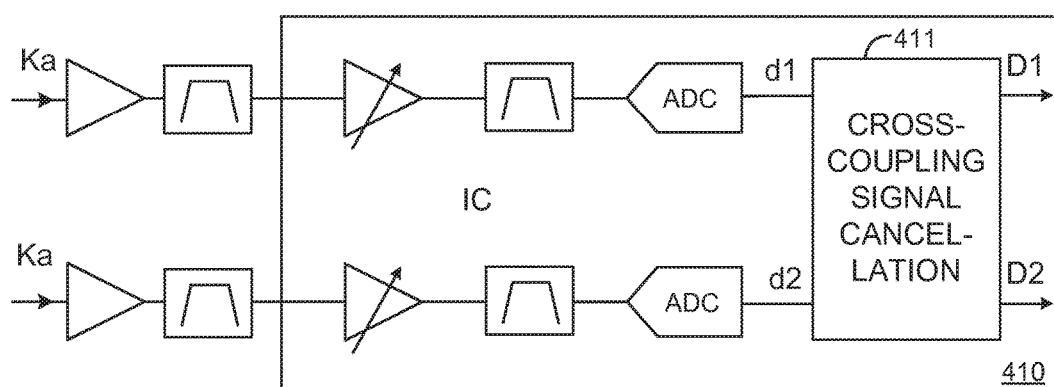 411
Ka
d1
D1
ADC
CROSS-
COUPLING
SIGNAL
CANCEL-
LATION
IC
Ka
d2
D2
ADC
410